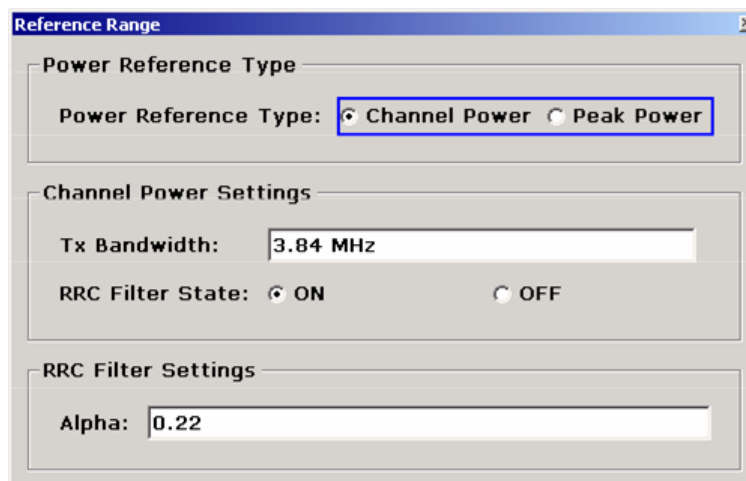 Reference Range
Power Reference Type
Power Reference Type: Channel Power Peak Power
Channel Power Settings
Tx Bandwidth: 3.84 MHz
RRC Filter State: ON OFF
RRC Filter Settings
Alpha: 0.22